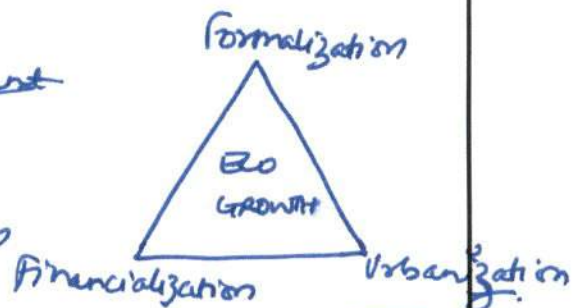 Formalization
ECO
GROWTH
Financialization
Urbanization